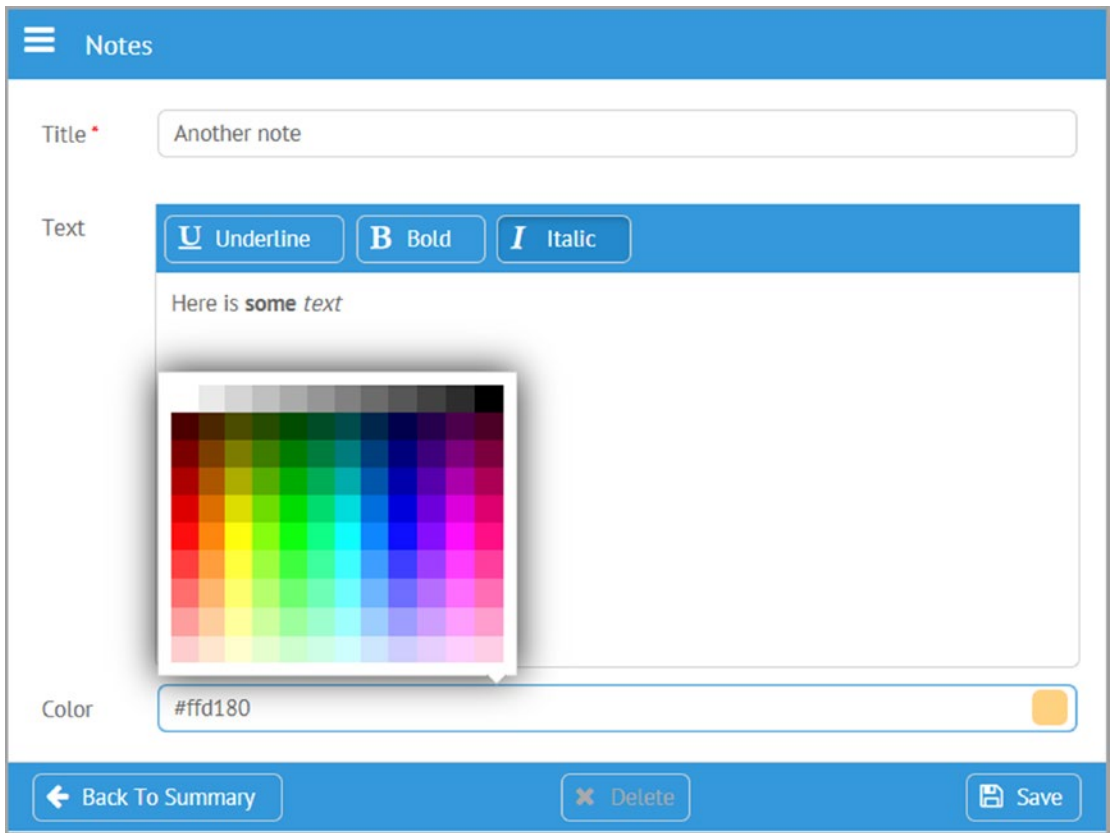 Notes
Title *
Another note
Text
U Underline B Bold I Italic
Here is some text
Color
#ffd180
Back To Summary Delete Save